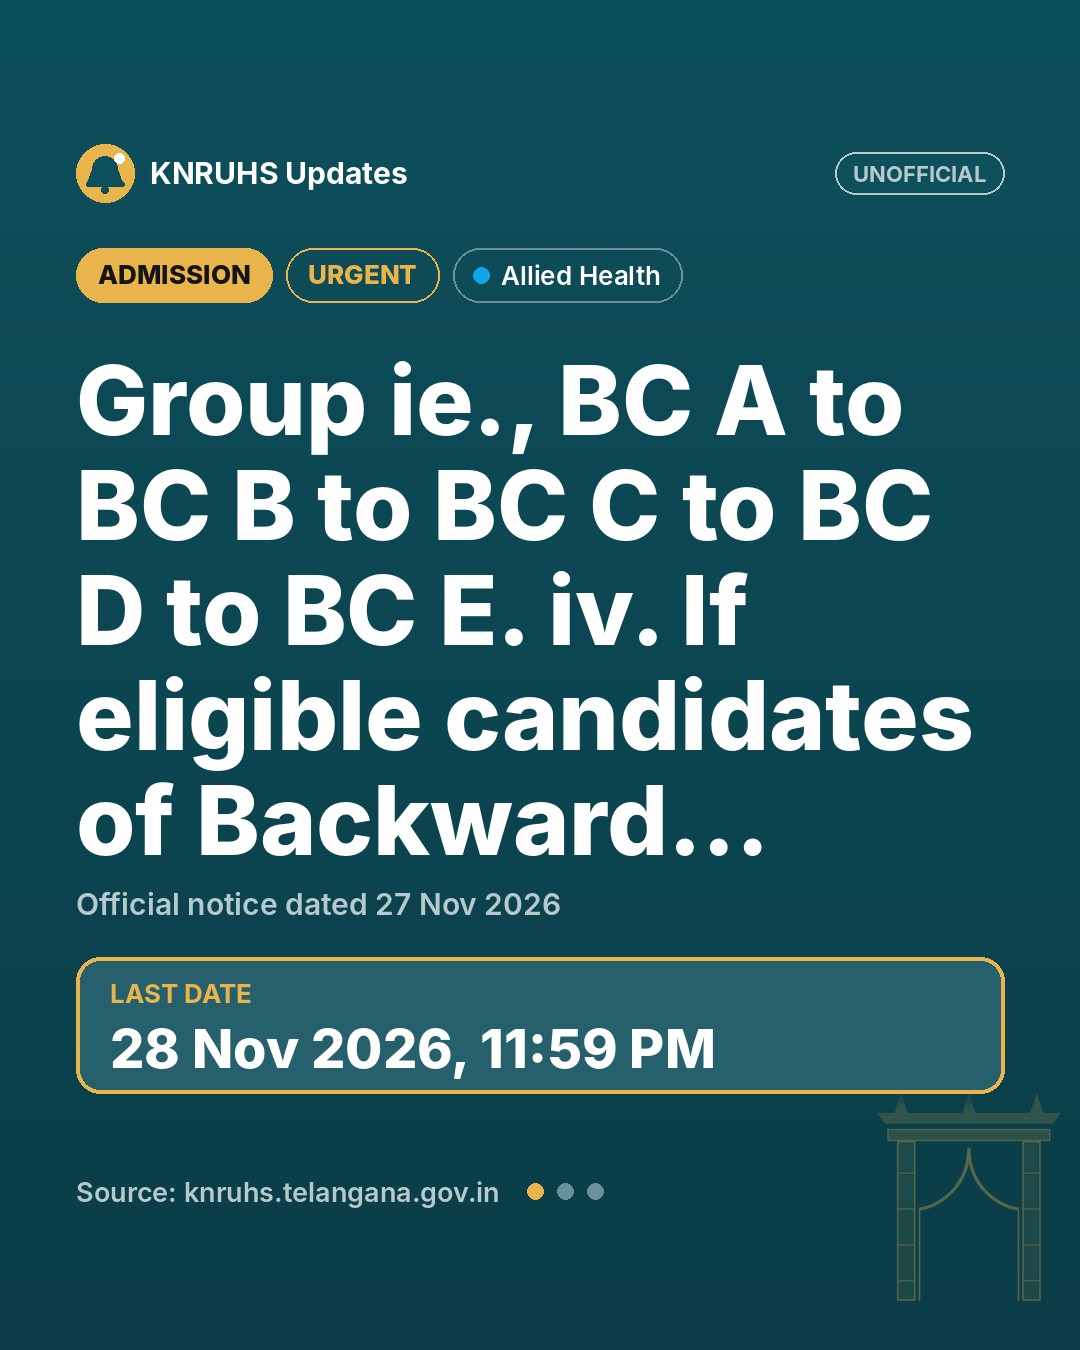 KNRUHS Updates
UNOFFICIAL
ADMISSION
URGENT
Allied Health
Group ie., BC A to
BC B to BC C to BC
D to BC E. iv. If
eligible candidates
of Backward...
Official notice dated 27 Nov 2026
LAST DATE
28 Nov 2026, 11:59 PM
Source: knruhs.telangana.gov.in